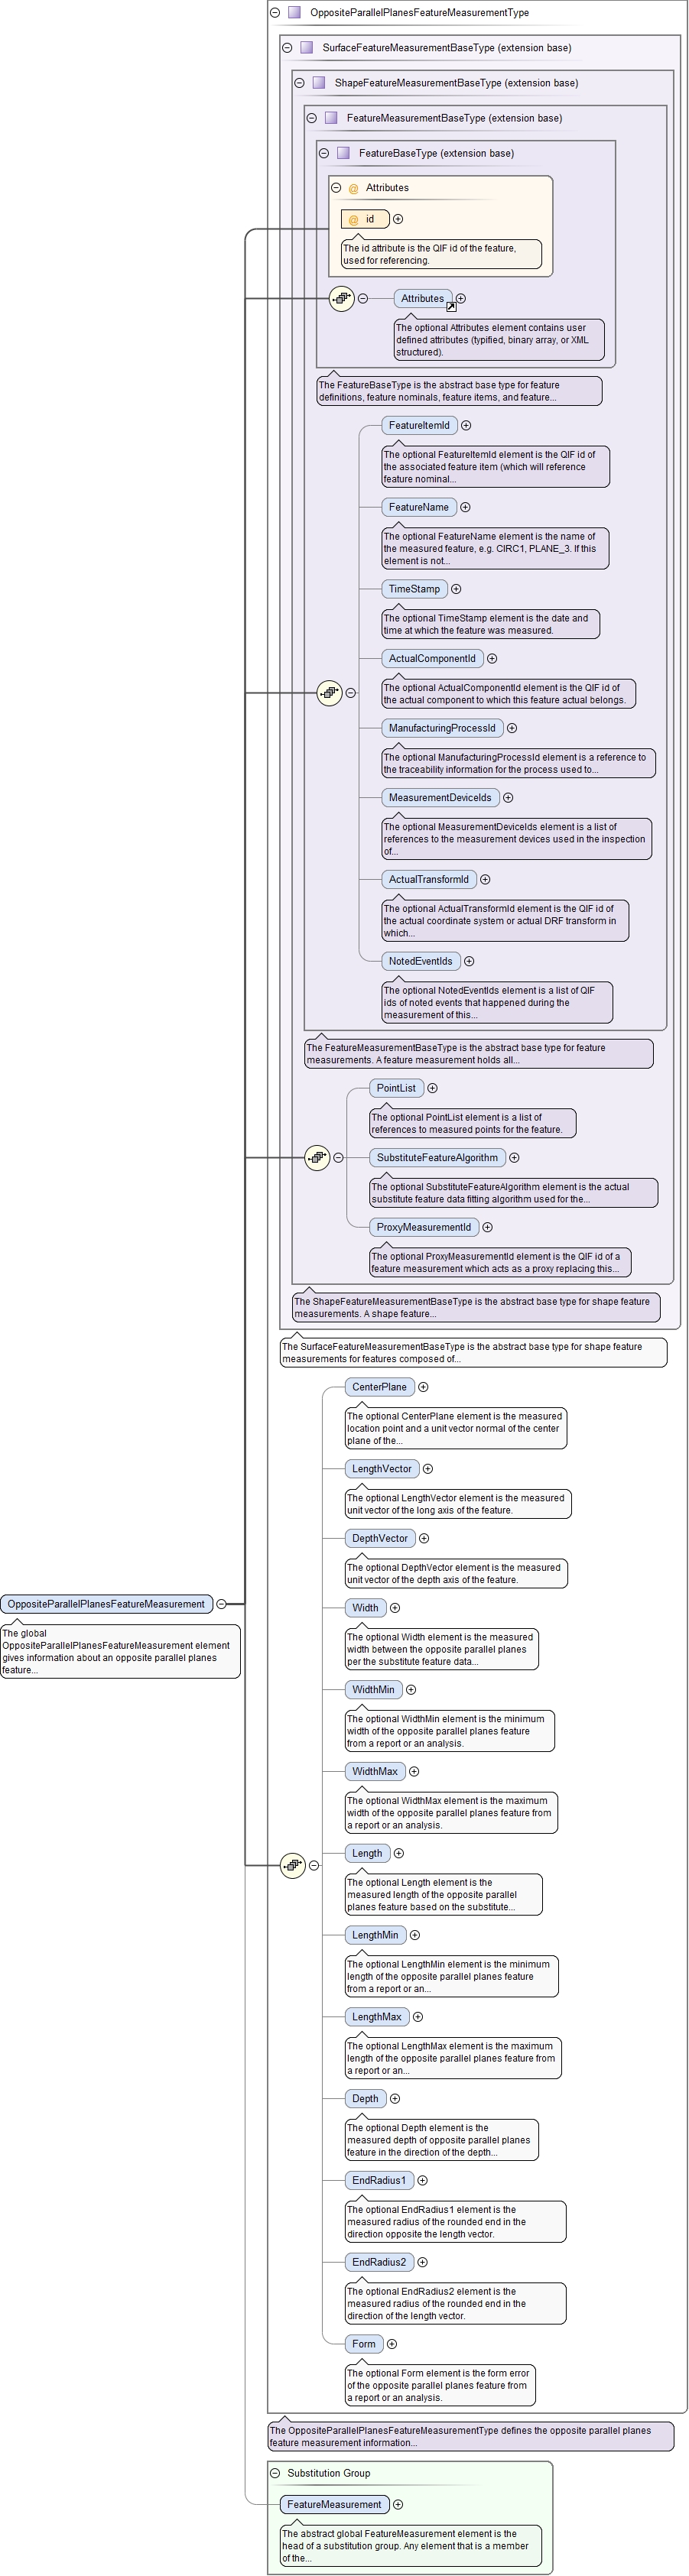 OppositeParallelPlanesFeatureMeasurementType
SurfaceFeatureMeasurementBaseType (extension base)
ShapeFeatureMeasurementBaseType (extension base)
FeatureMeasurementBaseType (extension base)
FeatureBaseType (extension base)
@ Attributes
@ id
The id attribute is the QIF id of the feature,
used for referencing.
Attributes
The optional Attributes element contains user
defined attributes (typified, binary array, or XML
structured).
The FeatureBaseType is the abstract base type for feature
definitions, feature nominals, feature items, and feature...
FeatureItemId
The optional FeatureItemId element is the QIF id of
the associated feature item (which will reference
feature nominal...
FeatureName
The optional FeatureName element is the name of
the measured feature, e.g. CIRC1, PLANE_3. If this
element is not...
TimeStamp
The optional TimeStamp element is the date and
time at which the feature was measured.
ActualComponentId
The optional ActualComponentId element is the QIF id of
the actual component to which this feature actual belongs.
ManufacturingProcessId
The optional ManufacturingProcessId element is a reference to
the traceability information for the process used to...
MeasurementDeviceIds
The optional MeasurementDeviceIds element is a list of
references to the measurement devices used in the inspection
of...
ActualTransformId
The optional ActualTransformId element is the QIF id of
the actual coordinate system or actual DRF transform in
which...
NotedEventIds
The optional NotedEventIds element is a list of QIF
ids of noted events that happened during the
measurement of this...
The FeatureMeasurementBaseType is the abstract base type for feature
measurements. A feature measurement holds all...
PointList
The optional PointList element is a list of
references to measured points for the feature.
SubstituteFeatureAlgorithm
The optional SubstituteFeatureAlgorithm element is the actual
substitute feature data fitting algorithm used for the...
ProxyMeasurementId
The optional ProxyMeasurementId element is the QIF id of a
feature measurement which acts as a proxy replacing this...
The ShapeFeatureMeasurementBaseType is the abstract base type for shape feature
measurements. A shape feature...
The SurfaceFeatureMeasurementBaseType is the abstract base type for shape feature
measurements for features composed of...
CenterPlane
The optional CenterPlane element is the measured
location point and a unit vector normal of the center
plane of the...
LengthVector
The optional LengthVector element is the measured
unit vector of the long axis of the feature.
DepthVector
The optional DepthVector element is the measured
unit vector of the depth axis of the feature.
OppositeParallelPlanesFeatureMeasurement
The global
OppositeParallelPlanesFeatureMeasurement element
gives information about an opposite parallel planes
feature...
Width
The optional Width element is the measured
width between the opposite parallel planes
per the substitute feature data...
WidthMin
The optional WidthMin element is the minimum
width of the opposite parallel planes feature
from a report or an analysis.
WidthMax
The optional WidthMax element is the maximum
width of the opposite parallel planes feature from
a report or an analysis.
Length
The optional Length element is the
measured length of the opposite parallel
planes feature based on the substitute...
LengthMin
The optional LengthMin element is the minimum
length of the opposite parallel planes feature
from a report or an...
LengthMax
The optional LengthMax element is the maximum
length of the opposite parallel planes feature from
a report or an...
Depth
The optional Depth element is the
measured depth of opposite parallel planes
feature in the direction of the depth...
EndRadius1
The optional EndRadius1 element is the
measured radius of the rounded end in the
direction opposite the length vector.
EndRadius2
The optional EndRadius2 element is the
measured radius of the rounded end in the
direction of the length vector.
Form
The optional Form element is the form error
of the opposite parallel planes feature from
a report or an analysis.
The OppositeParallelPlanesFeatureMeasurementType defines the opposite parallel planes
feature measurement information...
Substitution Group
FeatureMeasurement
The abstract global FeatureMeasurement element is the
head of a substitution group. Any element that is a member
of the...